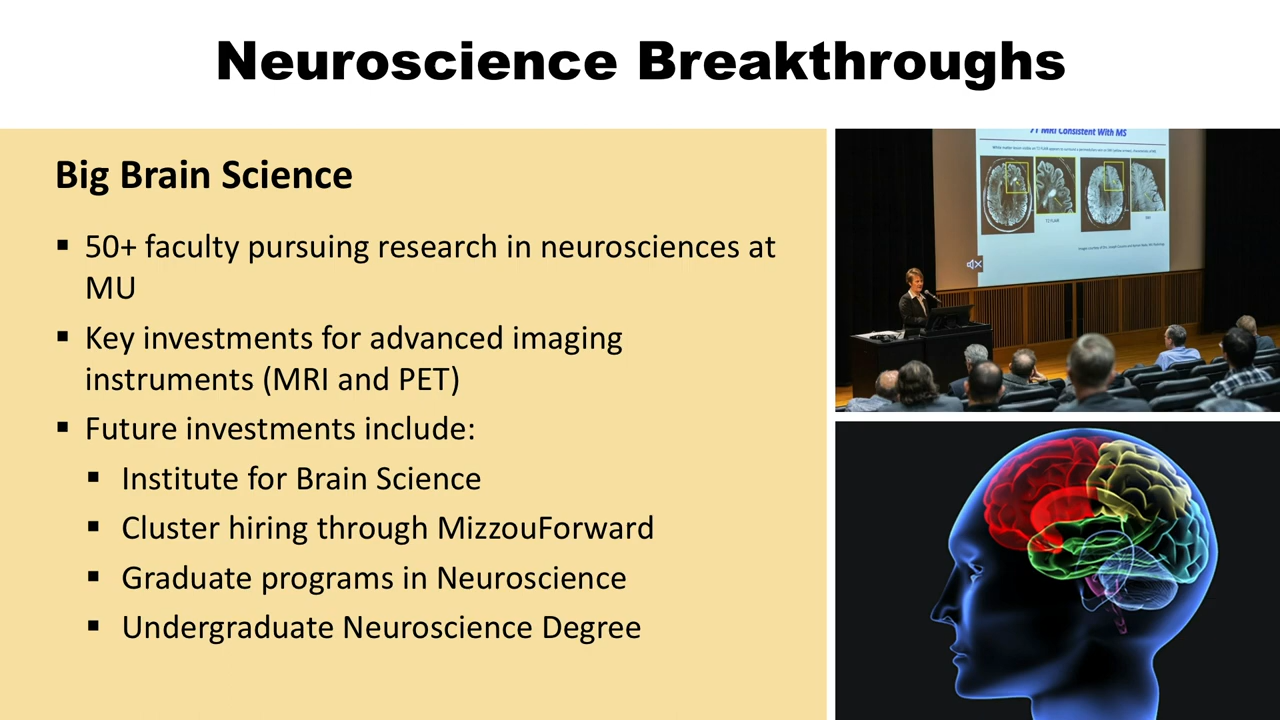 Neuroscience Breakthroughs
Big Brain Science
▪ 50+ faculty pursuing research in neurosciences at
MU
▪ Key investments for advanced imaging
instruments (MRI and PET)
▪ Future investments include:
▪ Institute for Brain Science
▪ Cluster hiring through MizzouForward
▪ Graduate programs in Neuroscience
▪ Undergraduate Neuroscience Degree
7T MRI Consistent With MS